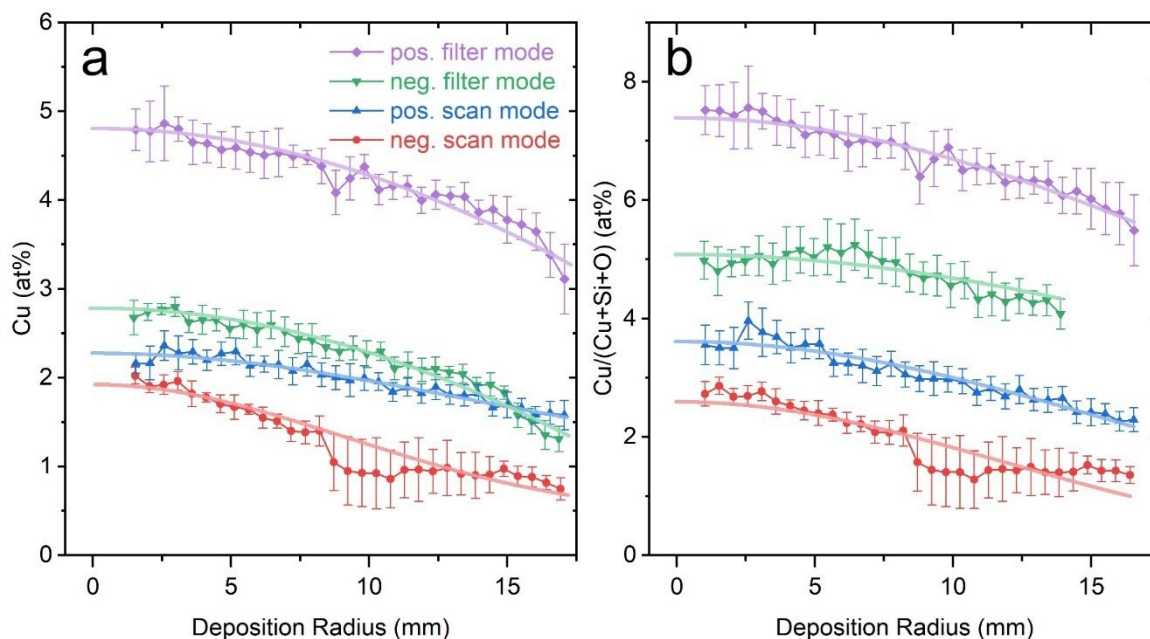 a
pos. filter mode
neg. filter mode
pos. scan mode
neg. scan mode
Cu (at%)
6
5
4
3
2
1
0
0
5
10
15
Deposition Radius (mm)
b
Cu/(Cu+Si+O) (at%)
8
6
4
2
0
0
5
10
15
Deposition Radius (mm)